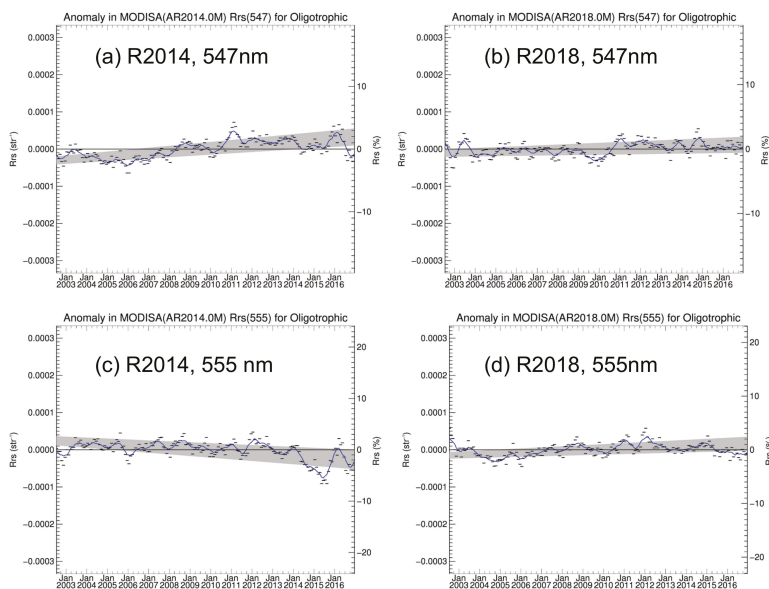 Anomaly in MODISA(AR2014.0M) Rrs(547) for Oligotrophic
(a) R2014, 547nm
0.0003
0.0002
0.0001
0.0000
−0.0001
−0.0002
−0.0003
Rrs (str⁻¹)
10
0
−10
Rrs (%)
Jan Jan Jan Jan Jan Jan Jan Jan Jan Jan Jan Jan Jan Jan
2003 2004 2005 2006 2007 2008 2009 2010 2011 2012 2013 2014 2015 2016
Anomaly in MODISA(AR2018.0M) Rrs(547) for Oligotrophic
(b) R2018, 547nm
0.0003
0.0002
0.0001
0.0000
−0.0001
−0.0002
−0.0003
Rrs (str⁻¹)
10
0
−10
Rrs (%)
Jan Jan Jan Jan Jan Jan Jan Jan Jan Jan Jan Jan Jan Jan
2003 2004 2005 2006 2007 2008 2009 2010 2011 2012 2013 2014 2015 2016
Anomaly in MODISA(AR2014.0M) Rrs(555) for Oligotrophic
(c) R2014, 555 nm
0.0003
0.0002
0.0001
0.0000
−0.0001
−0.0002
−0.0003
Rrs (str⁻¹)
20
10
0
−10
−20
Rrs (%)
Jan Jan Jan Jan Jan Jan Jan Jan Jan Jan Jan Jan Jan Jan
2003 2004 2005 2006 2007 2008 2009 2010 2011 2012 2013 2014 2015 2016
Anomaly in MODISA(AR2018.0M) Rrs(555) for Oligotrophic
(d) R2018, 555nm
0.0003
0.0002
0.0001
0.0000
−0.0001
−0.0002
−0.0003
Rrs (str⁻¹)
20
10
0
−10
−20
Rrs (%)
Jan Jan Jan Jan Jan Jan Jan Jan Jan Jan Jan Jan Jan Jan
2003 2004 2005 2006 2007 2008 2009 2010 2011 2012 2013 2014 2015 2016